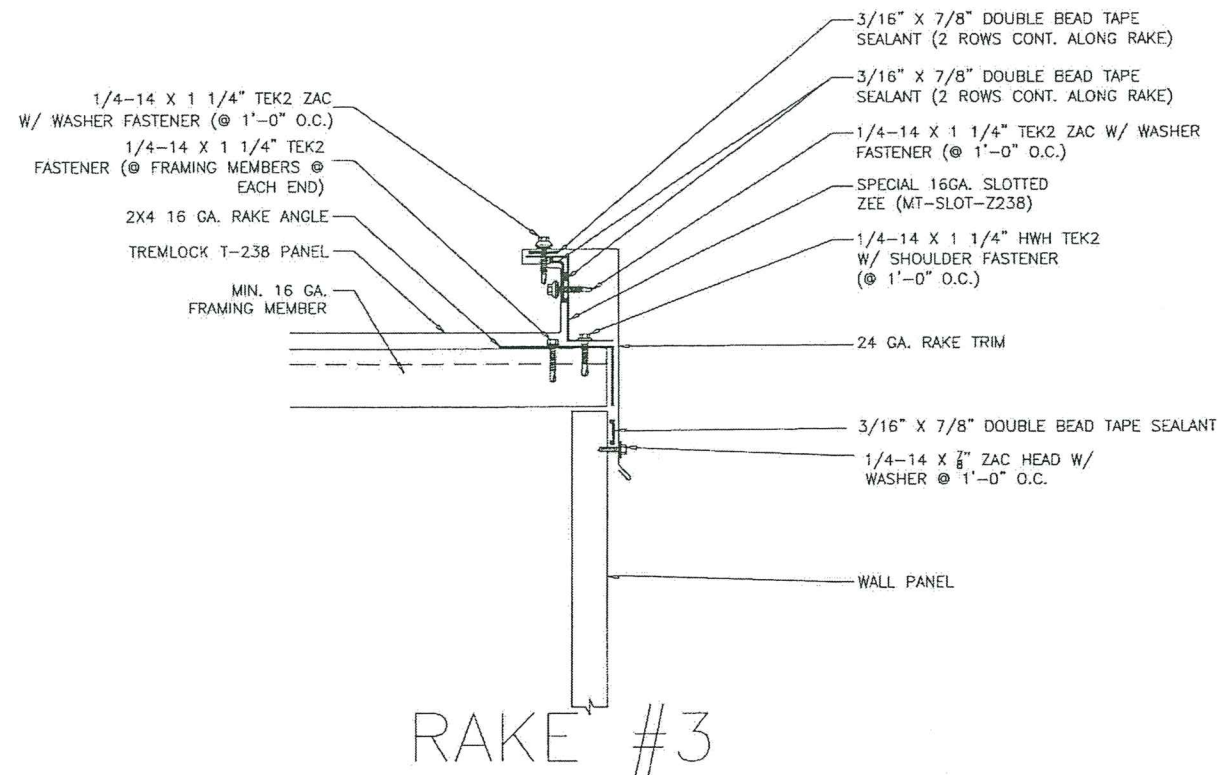 1/4-14 X 1 1/4" TEK2 ZAC
W/ WASHER FASTENER (@ 1'-0" O.C.)
1/4-14 X 1 1/4" TEK2
FASTENER (@ FRAMING MEMBERS @
EACH END)
2X4 16 GA. RAKE ANGLE
TREMLOCK T-238 PANEL
MIN. 16 GA.
FRAMING MEMBER
3/16" X 7/8" DOUBLE BEAD TAPE
SEALANT (2 ROWS CONT. ALONG RAKE)
3/16" X 7/8" DOUBLE BEAD TAPE
SEALANT (2 ROWS CONT. ALONG RAKE)
1/4-14 X 1 1/4" TEK2 ZAC W/ WASHER
FASTENER (@ 1'-0" O.C.)
SPECIAL 16GA. SLOTTED
ZEE (MT-SLOT-Z238)
1/4-14 X 1 1/4" HWH TEK2
W/ SHOULDER FASTENER
(@ 1'-0" O.C.)
24 GA. RAKE TRIM
3/16" X 7/8" DOUBLE BEAD TAPE SEALANT
1/4-14 X 7/8" ZAC HEAD W/
WASHER @ 1'-0" O.C.
WALL PANEL
RAKE #3